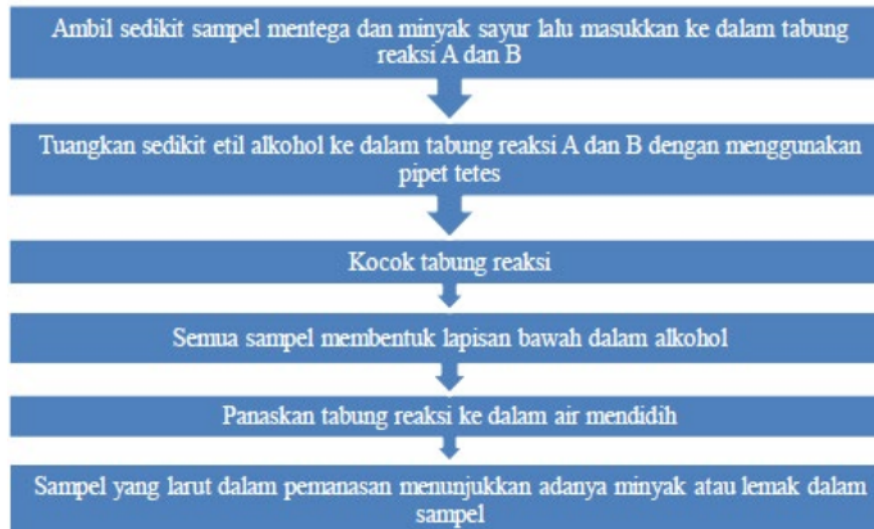 Ambil sedikit sampel mentega dan minyak sayur lalu masukkan ke dalam tabung
reaksi A dan B
Tuangkan sedikit etil alkohol ke dalam tabung reaksi A dan B dengan menggunakan
pipet tetes
Kocok tabung reaksi
Semua sampel membentuk lapisan bawah dalam alkohol
Panaskan tabung reaksi ke dalam air mendidih
Sampel yang larut dalam pemanasan menunjukkan adanya minyak atau lemak dalam
sampel